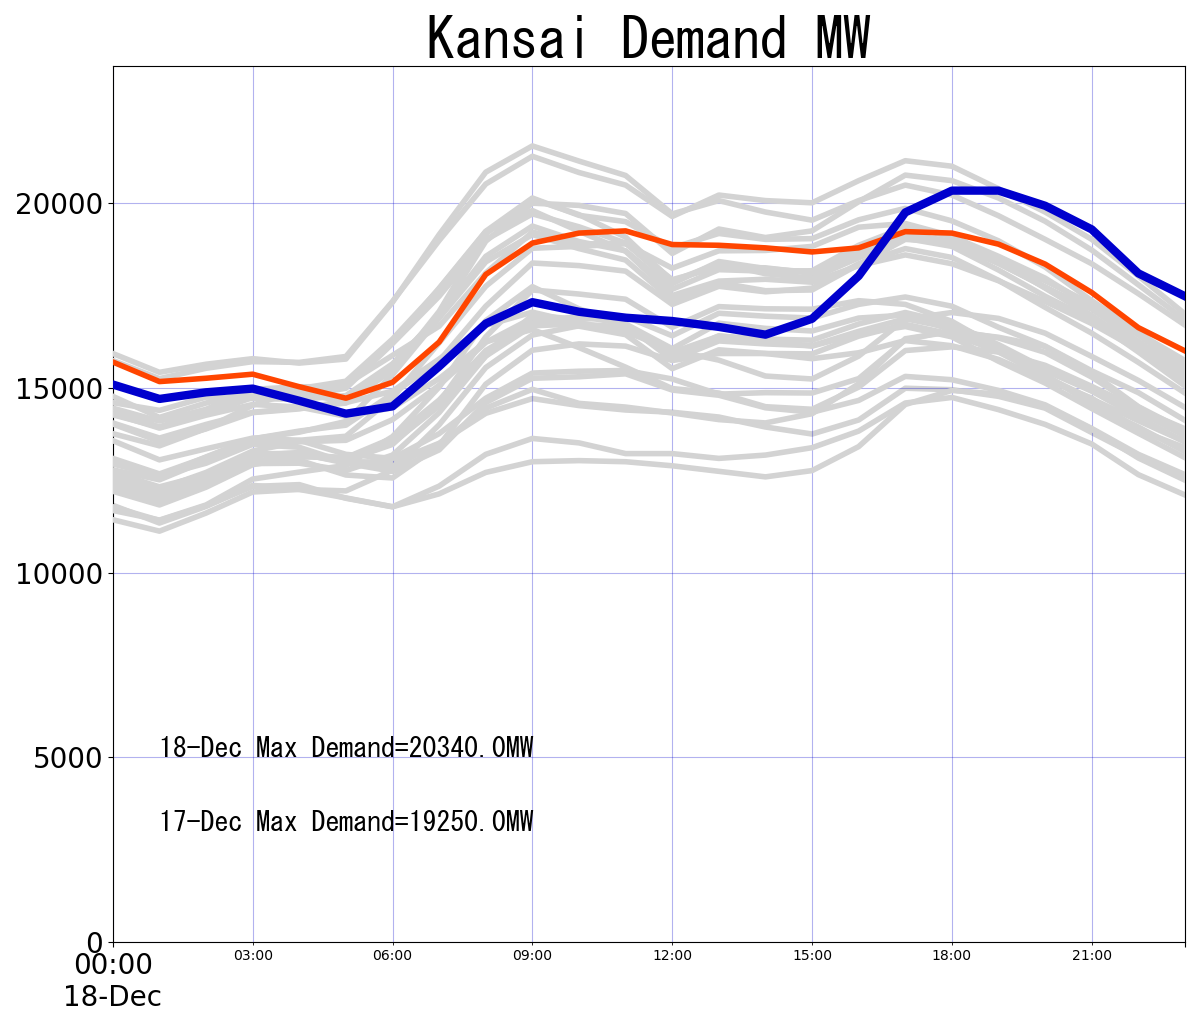 Kansai Demand MW
20000
15000
10000
5000
18-Dec Max Demand=20340.0MW
17-Dec Max Demand=19250.0MW
0
00:00 03:00 06:00 09:00 12:00 15:00 18:00 21:00
18-Dec